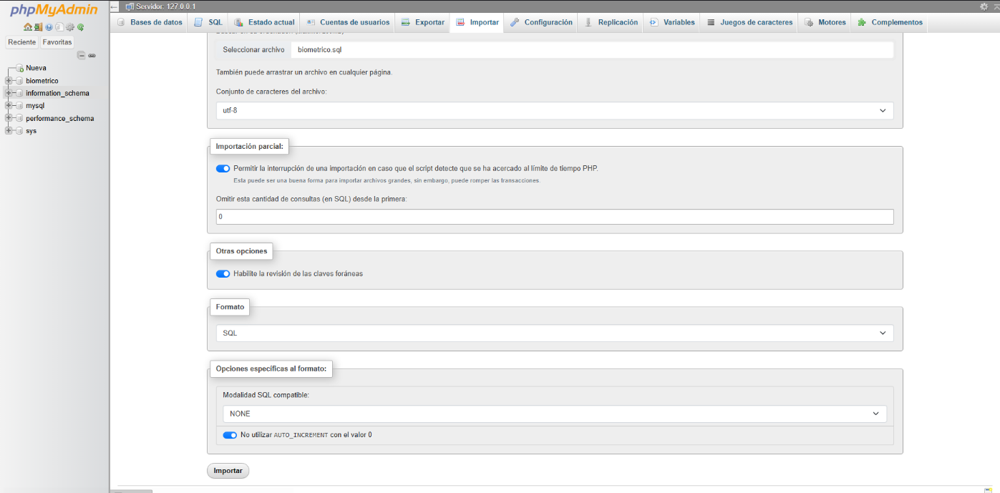 phpMyAdmin
Reciente
Favoritas
Nueva
biometrico
information_schema
mysql
performance_schema
sys
Servidor: 127.0.0.1
Bases de datos
SQL
Estado actual
Cuentas de usuarios
Exportar
Importar
Configuración
Replicación
Variables
Juegos de caracteres
Motores
Complementos
Seleccionar archivo
biometrico.sql
También puede arrastrar un archivo en cualquier página.
Conjunto de caracteres del archivo:
utf-8
Importación parcial:
Permitir la interrupción de una importación en caso que el script detecte que se ha acercado al límite de tiempo PHP.
Esta puede ser una buena forma para importar archivos grandes, sin embargo, puede romper las transacciones.
Omitir esta cantidad de consultas (en SQL) desde la primera:
0
Otras opciones
Habilite la revisión de las claves foráneas
Formato
SQL
Opciones específicas al formato:
Modalidad SQL compatible:
NONE
No utilizar AUTO_INCREMENT con el valor 0
Importar